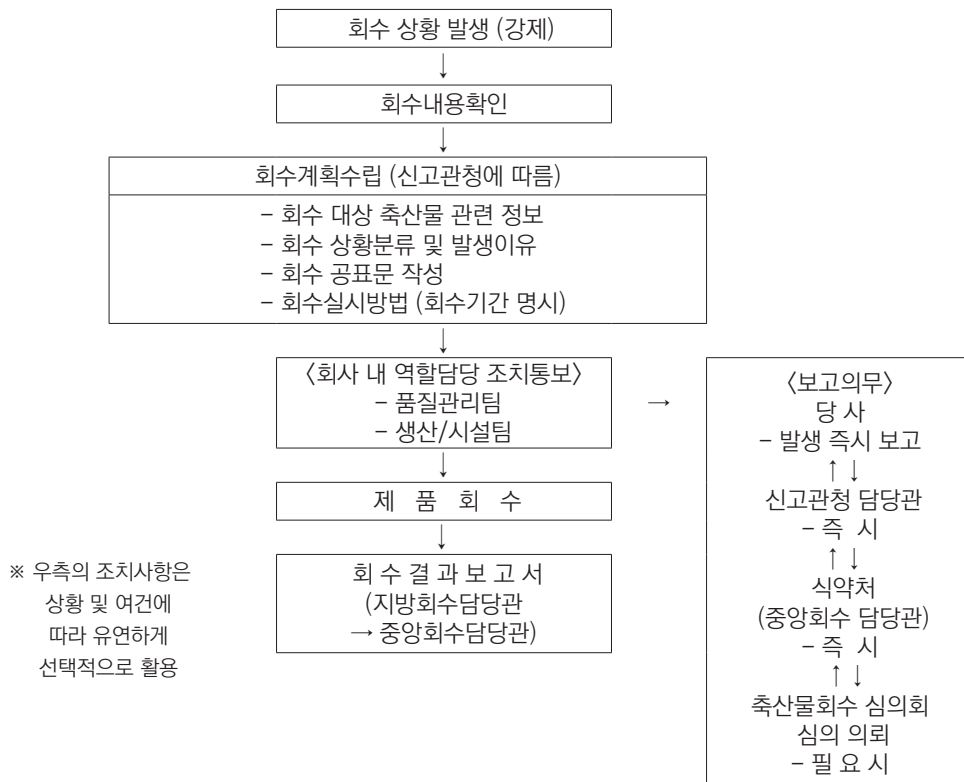 회수 상황 발생 (강제)
↓
회수내용확인
↓
회수계획수립 (신고관청에 따름)
– 회수 대상 축산물 관련 정보
– 회수 상황분류 및 발생이유
– 회수 공표문 작성
– 회수실시방법 (회수기간 명시)
↓
〈회사 내 역할담당 조치통보〉
– 품질관리팀
– 생산/시설팀
→
↓
제 품 회 수
↓
회 수 결 과 보 고 서
(지방회수담당관
→ 중앙회수담당관)
※ 우측의 조치사항은
상황 및 여건에
따라 유연하게
선택적으로 활용
〈보고의무〉
당 사
– 발생 즉시 보고
↑ ↓
신고관청 담당관
– 즉 시
↑ ↓
식약처
(중앙회수 담당관)
– 즉 시
↑ ↓
축산물회수 심의회
심의 의뢰
– 필 요 시